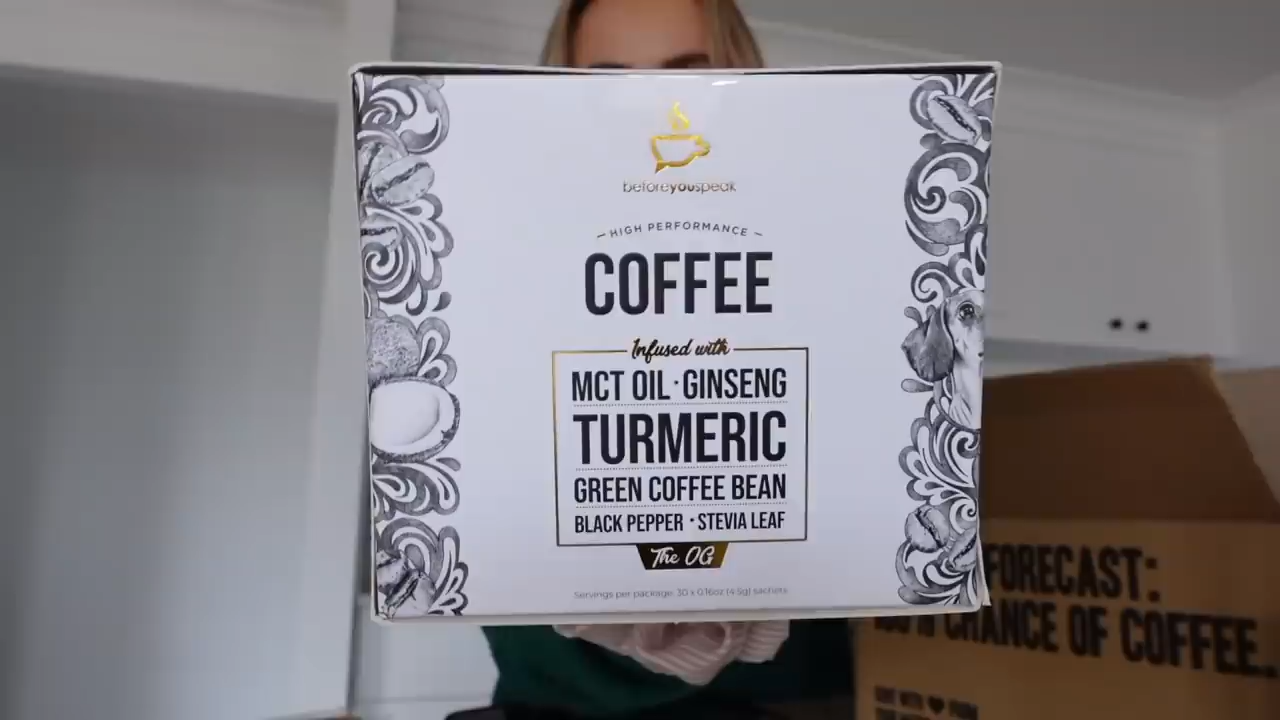 beforeyouspeak
HIGH PERFORMANCE
COFFEE
Infused with
MCT OIL · GINSENG
TURMERIC
GREEN COFFEE BEAN
BLACK PEPPER · STEVIA LEAF
The OG
Servings per package: 30 x 0.16oz (4.5g) sachets
FORECAST:
CHANCE OF COFFEE.